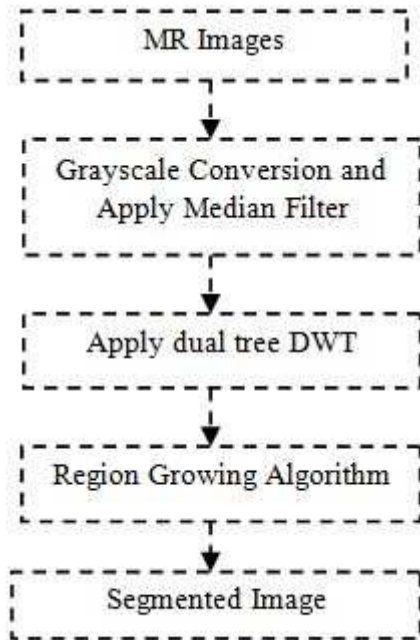 MR Images
Grayscale Conversion and
Apply Median Filter
Apply dual tree DWT
Region Growing Algorithm
Segmented Image